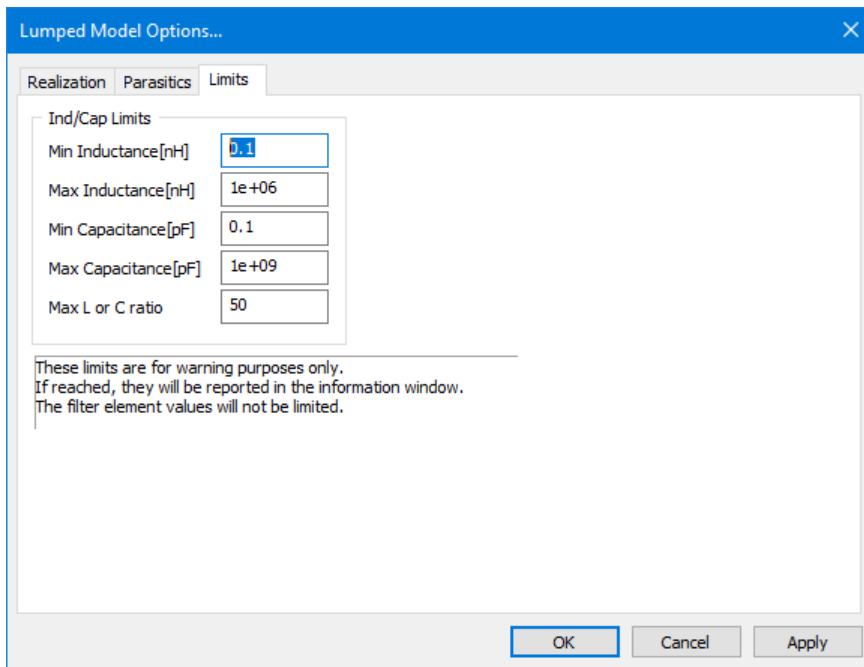 Lumped Model Options...
Realization Parasitics Limits
Ind/Cap Limits
Min Inductance[nH] 0.1
Max Inductance[nH] 1e+06
Min Capacitance[pF] 0.1
Max Capacitance[pF] 1e+09
Max L or C ratio 50
These limits are for warning purposes only.
If reached, they will be reported in the information window.
The filter element values will not be limited.
OK Cancel Apply